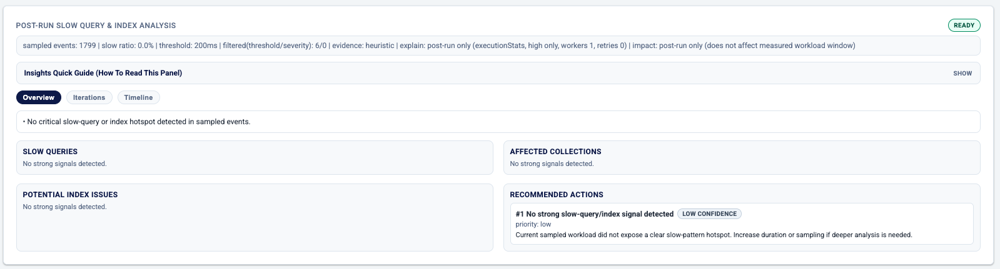 POST-RUN SLOW QUERY & INDEX ANALYSIS
READY
sampled events: 1799 | slow ratio: 0.0% | threshold: 200ms | filtered(threshold/severity): 6/0 | evidence: heuristic | explain: post-run only (executionStats, high only, workers 1, retries 0) | impact: post-run only (does not affect measured workload window)
Insights Quick Guide (How To Read This Panel)
SHOW
Overview
Iterations
Timeline
• No critical slow-query or index hotspot detected in sampled events.
SLOW QUERIES
No strong signals detected.
AFFECTED COLLECTIONS
No strong signals detected.
POTENTIAL INDEX ISSUES
No strong signals detected.
RECOMMENDED ACTIONS
#1 No strong slow-query/index signal detected LOW CONFIDENCE
priority: low
Current sampled workload did not expose a clear slow-pattern hotspot. Increase duration or sampling if deeper analysis is needed.